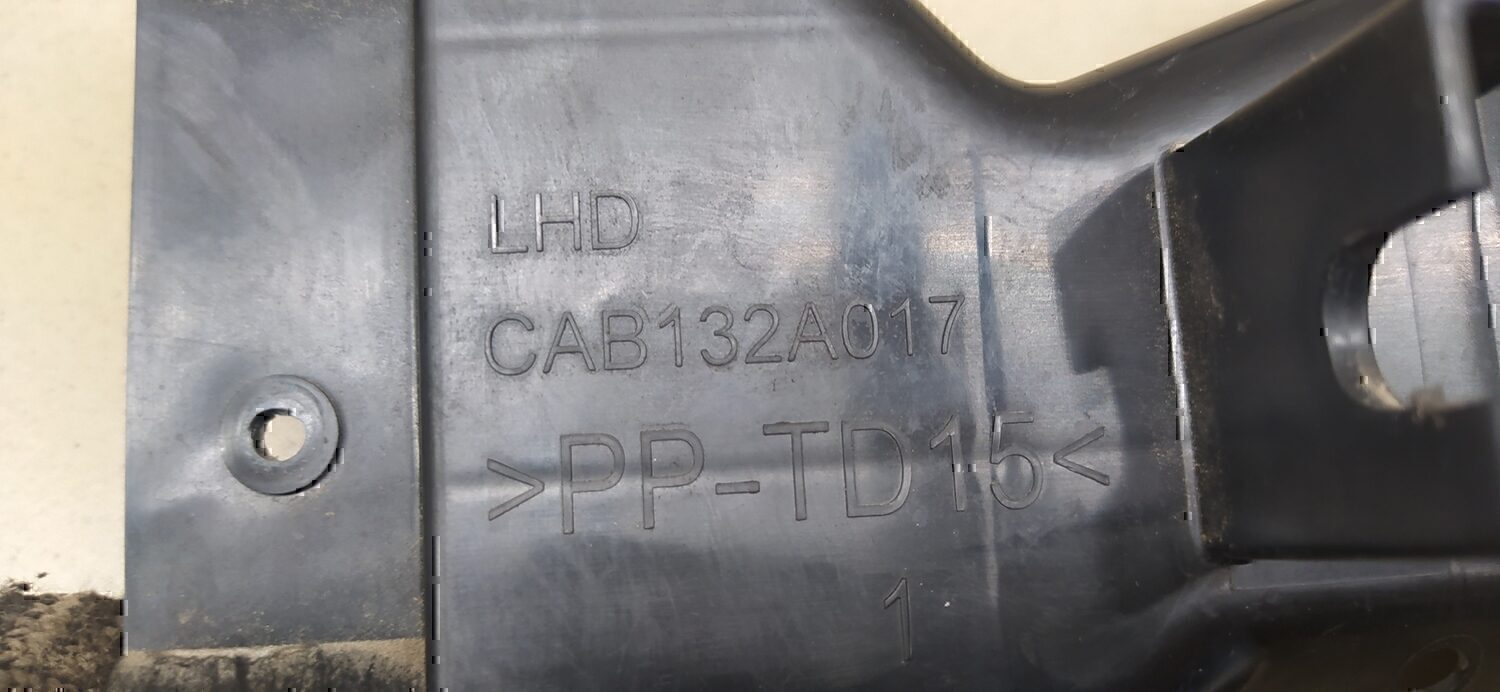 LHD
CAB132A017
>PP-TD15<
1